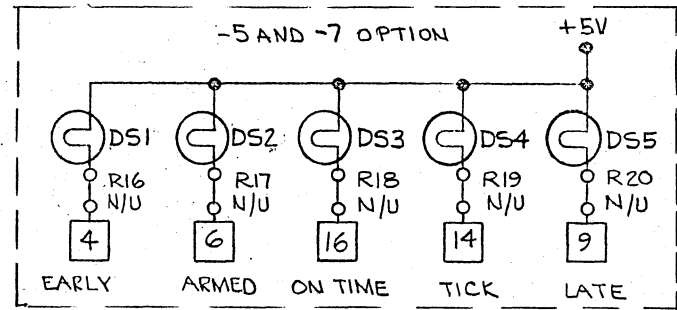 -5 AND -7 OPTION
+5V
DS1 DS2 DS3 DS4 DS5
R16 R17 R18 R19 R20
N/U N/U N/U N/U N/U
4 6 16 14 9
EARLY ARMED ON TIME TICK LATE